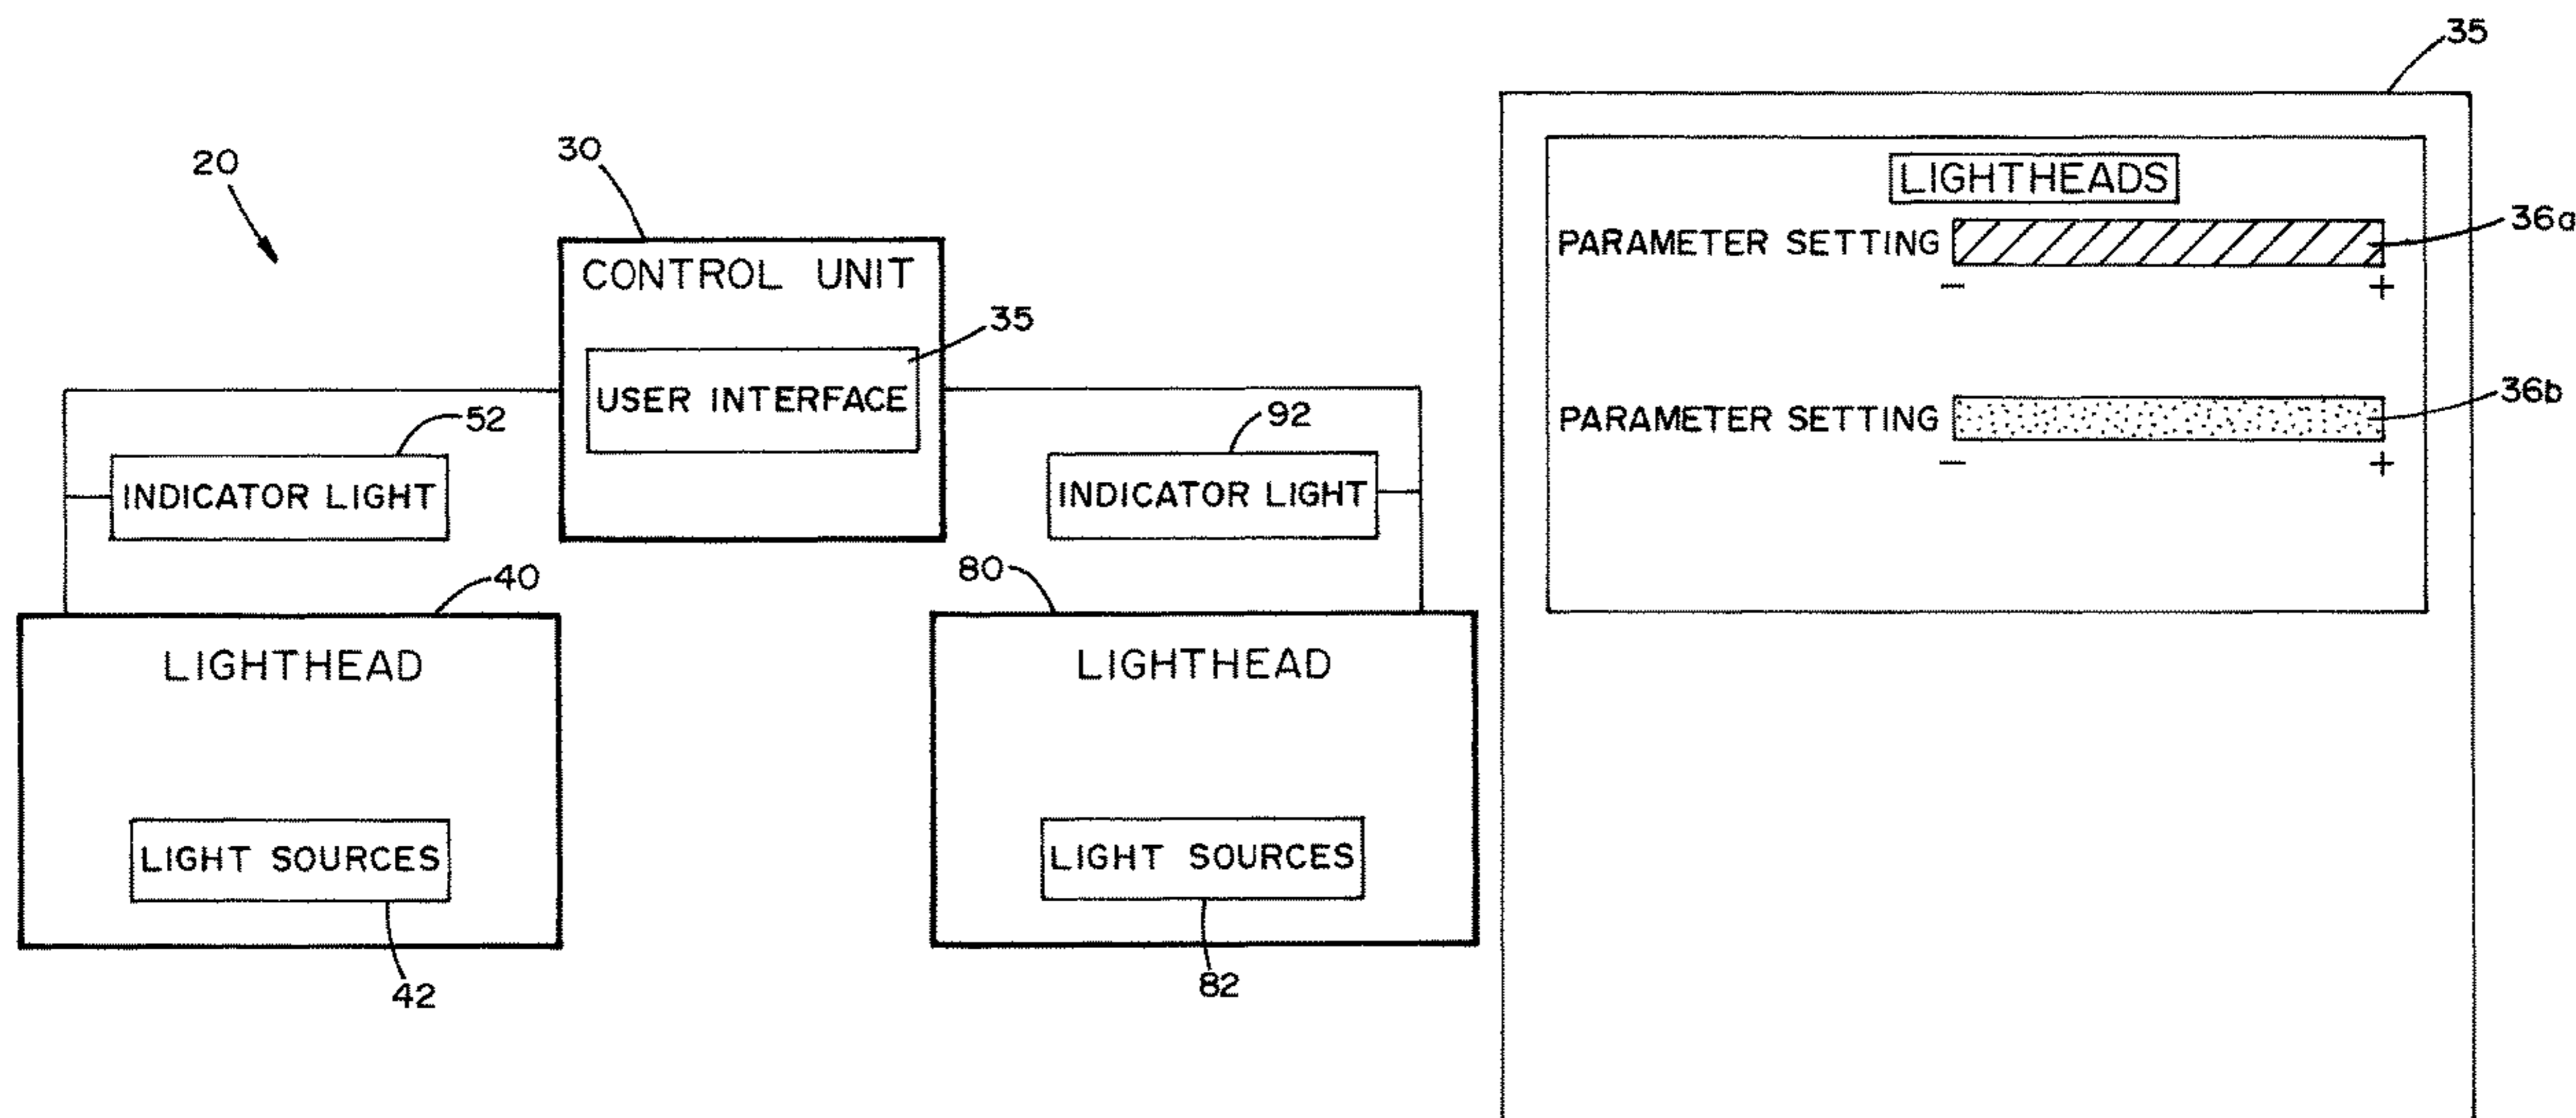 20
30
CONTROL UNIT
35
USER INTERFACE
52
INDICATOR LIGHT
92
INDICATOR LIGHT
40
LIGHTHEAD
LIGHT SOURCES
42
80
LIGHTHEAD
LIGHT SOURCES
82
35
LIGHTHEADS
PARAMETER SETTING
36a
− +
PARAMETER SETTING
36b
− +